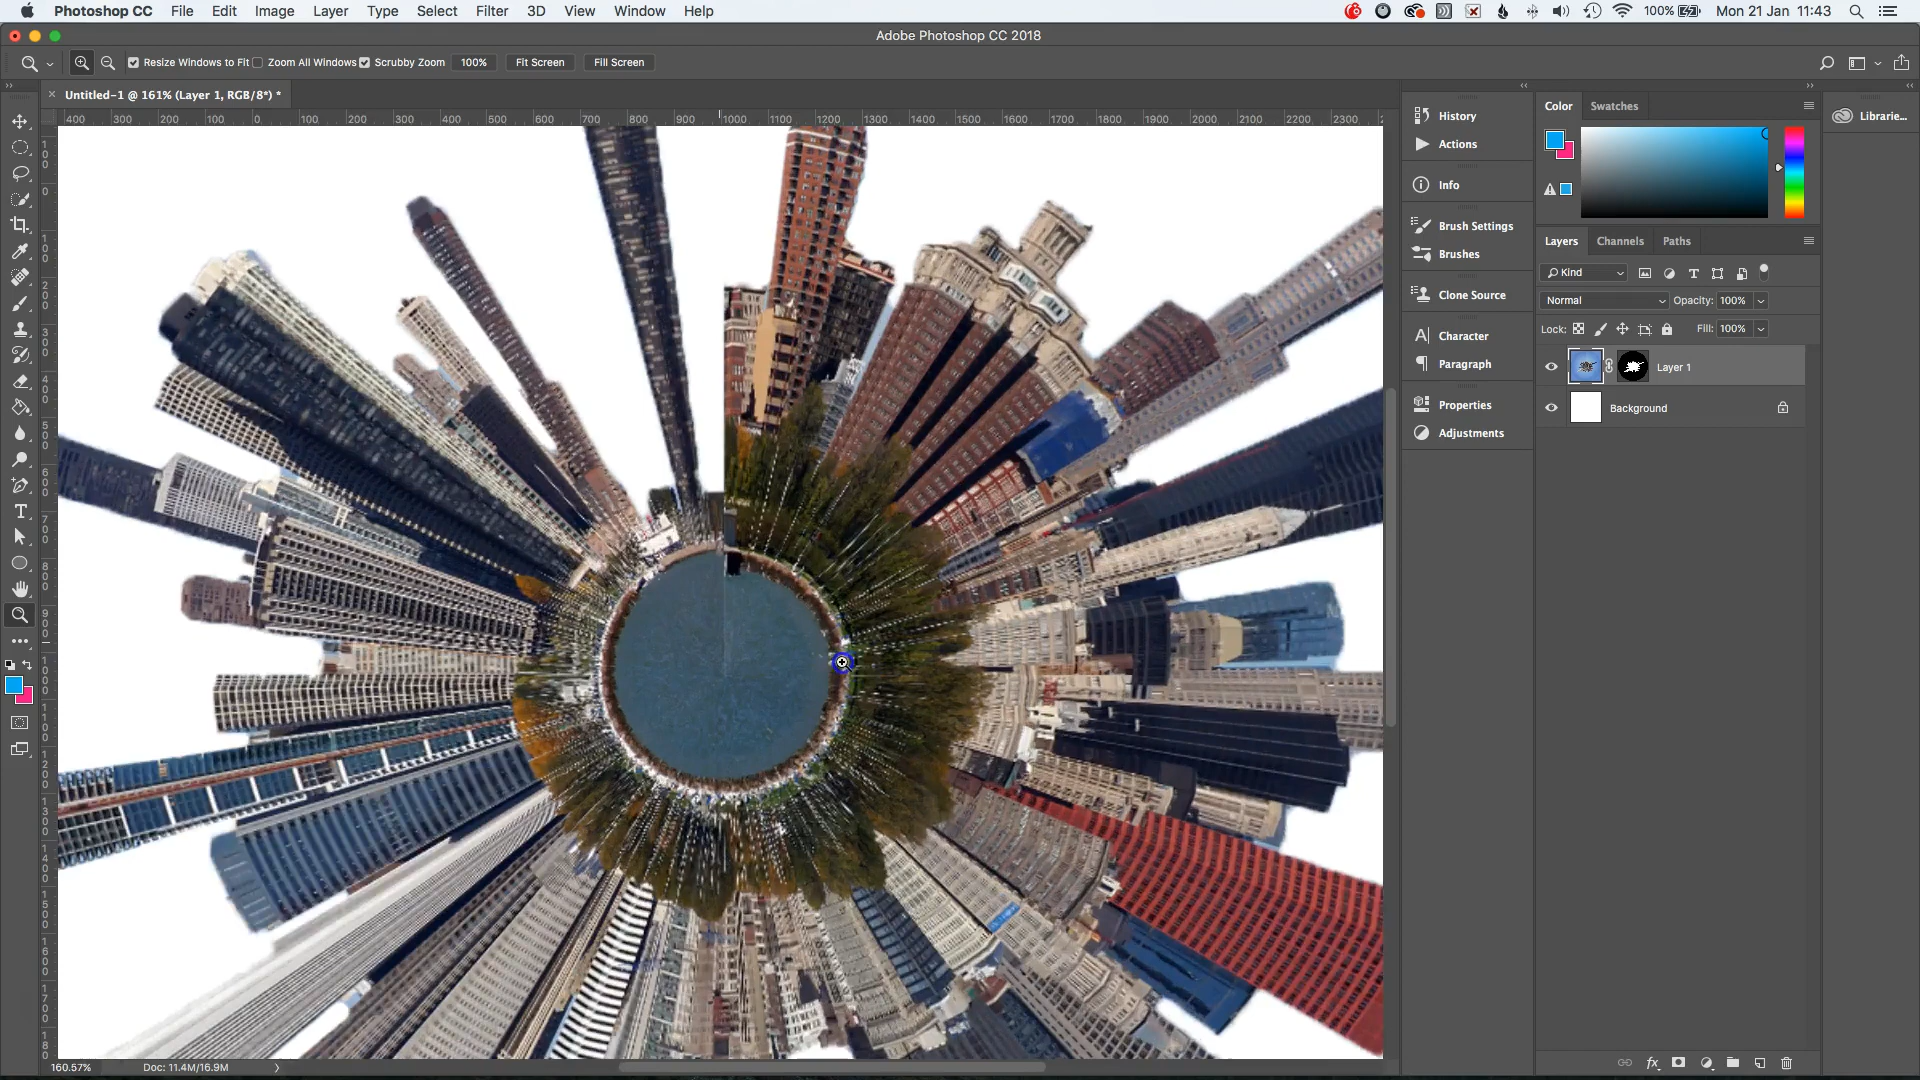 Photoshop CC File Edit Image Layer Type Select Filter 3D View Window Help 100% Mon 21 Jan 11:43
Adobe Photoshop CC 2018
Resize Windows to Fit Zoom All Windows Scrubby Zoom 100% Fit Screen Fill Screen
Untitled-1 @ 161% (Layer 1, RGB/8*) *
400 300 200 100 0 100 200 300 400 500 600 700 800 900 1000 1100 1200 1300 1400 1500 1600 1700 1800 1900 2000 2100 2200 2300
History
Actions
Info
Brush Settings
Brushes
Clone Source
Character
Paragraph
Properties
Adjustments
Color Swatches
Librarie...
Layers Channels Paths
Kind
Normal Opacity: 100%
Lock: Fill: 100%
Layer 1
Background
160.57% Doc: 11.4M/16.9M